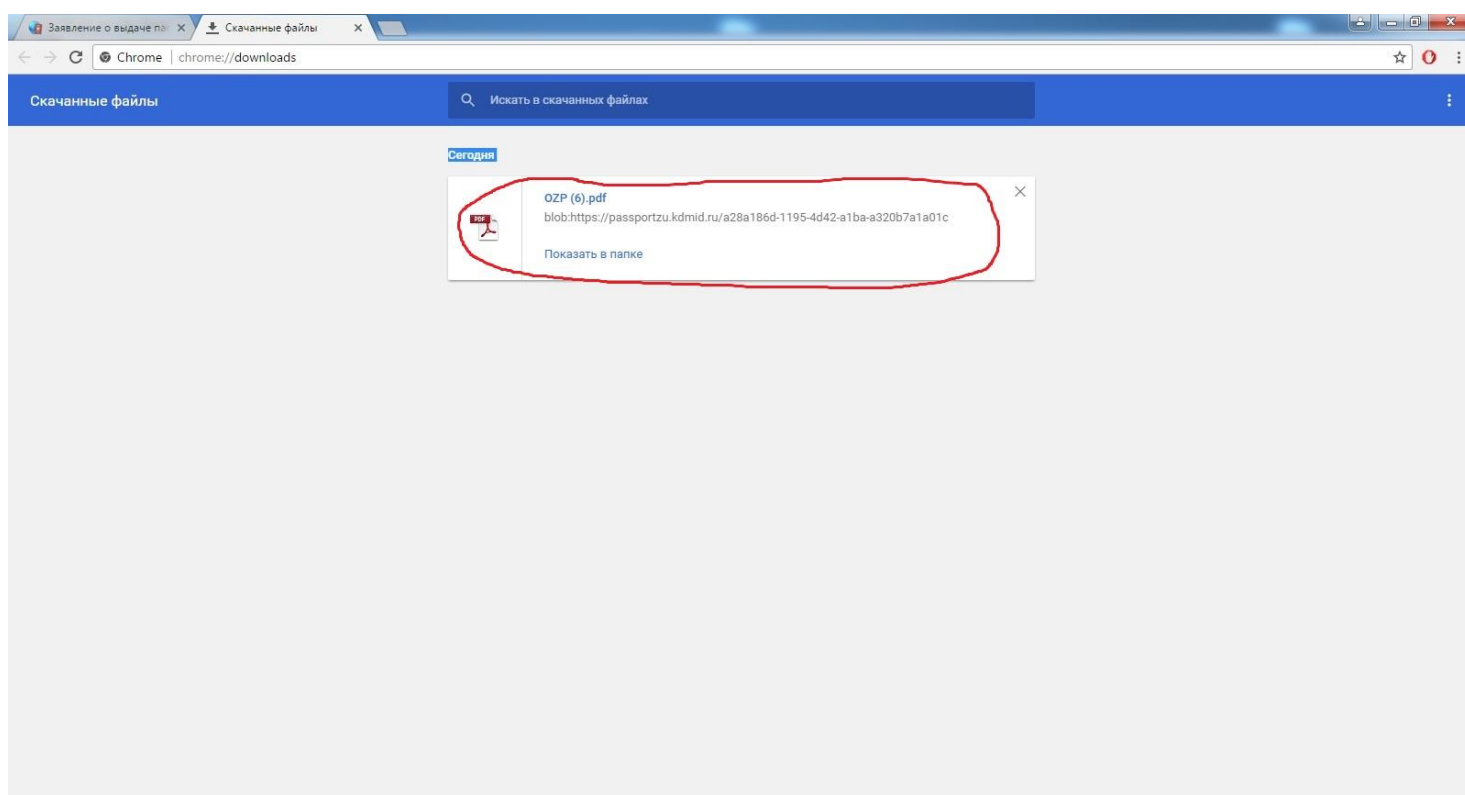 Заявление о выдаче па
Скачанные файлы
Chrome | chrome://downloads
Скачанные файлы
Искать в скачанных файлах
Сегодня
PDF
OZP (6).pdf
blob:https://passportzu.kdmid.ru/a28a186d-1195-4d42-a1ba-a320b7a1a01c
Показать в папке